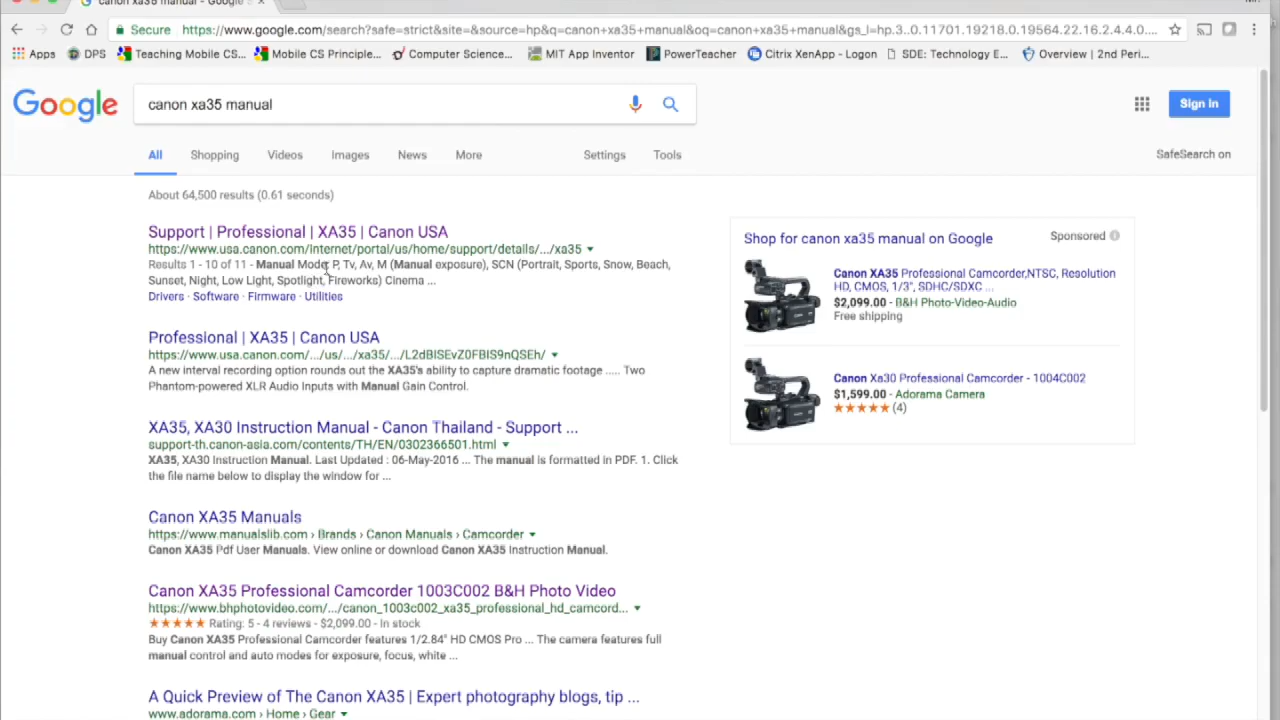 canon xa35 manual - Google S
Secure https://www.google.com/search?safe=strict&site=&source=hp&q=canon+xa35+manual&oq=canon+xa35+manual&gs_l=hp.3..0.11701.19218.0.19564.22.16.2.4.4.0....
Apps DPS Teaching Mobile CS... Mobile CS Principle... Computer Science... MIT App Inventor PowerTeacher Citrix XenApp - Logon SDE: Technology E... Overview | 2nd Peri...
Google canon xa35 manual Sign in
All Shopping Videos Images News More Settings Tools SafeSearch on
About 64,500 results (0.61 seconds)
Support | Professional | XA35 | Canon USA
https://www.usa.canon.com/internet/portal/us/home/support/details/.../xa35
Results 1 - 10 of 11 - Manual Mode P, Tv, Av, M (Manual exposure), SCN (Portrait, Sports, Snow, Beach,
Sunset, Night, Low Light, Spotlight, Fireworks) Cinema ...
Drivers · Software · Firmware · Utilities
Professional | XA35 | Canon USA
https://www.usa.canon.com/.../us/.../xa35/.../L2dBISEvZ0FBIS9nQSEh/
A new interval recording option rounds out the XA35's ability to capture dramatic footage ..... Two
Phantom-powered XLR Audio Inputs with Manual Gain Control.
XA35, XA30 Instruction Manual - Canon Thailand - Support ...
support-th.canon-asia.com/contents/TH/EN/0302366501.html
XA35, XA30 Instruction Manual. Last Updated : 06-May-2016 ... The manual is formatted in PDF. 1. Click
the file name below to display the window for ...
Canon XA35 Manuals
https://www.manualslib.com › Brands › Canon Manuals › Camcorder
Canon XA35 Pdf User Manuals. View online or download Canon XA35 Instruction Manual.
Canon XA35 Professional Camcorder 1003C002 B&H Photo Video
https://www.bhphotovideo.com/.../canon_1003c002_xa35_professional_hd_camcord...
Rating: 5 - 4 reviews - $2,099.00 - In stock
Buy Canon XA35 Professional Camcorder features 1/2.84" HD CMOS Pro ... The camera features full
manual control and auto modes for exposure, focus, white ...
A Quick Preview of The Canon XA35 | Expert photography blogs, tip ...
www.adorama.com › Home › Gear
Shop for canon xa35 manual on Google Sponsored
Canon XA35 Professional Camcorder,NTSC, Resolution
HD, CMOS, 1/3", SDHC/SDXC ...
$2,099.00 - B&H Photo-Video-Audio
Free shipping
Canon Xa30 Professional Camcorder - 1004C002
$1,599.00 - Adorama Camera
(4)